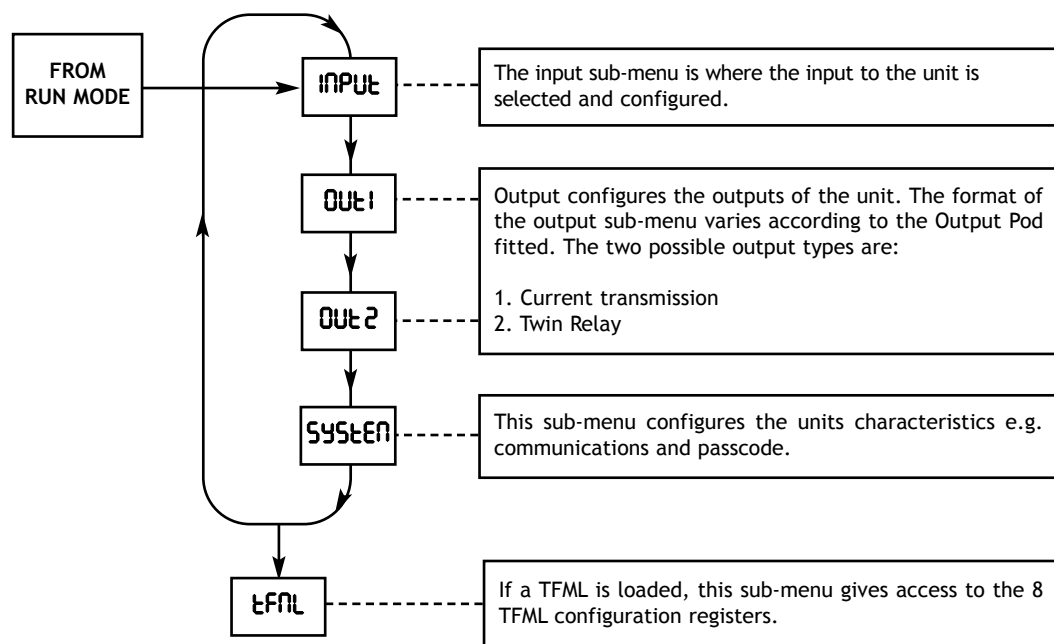 FROM
RUN MODE
INPUt
The input sub-menu is where the input to the unit is
selected and configured.
OUt1
Output configures the outputs of the unit. The format of
the output sub-menu varies according to the Output Pod
fitted. The two possible output types are:
1. Current transmission
2. Twin Relay
OUt2
SYStEM
This sub-menu configures the units characteristics e.g.
communications and passcode.
tFML
If a TFML is loaded, this sub-menu gives access to the 8
TFML configuration registers.